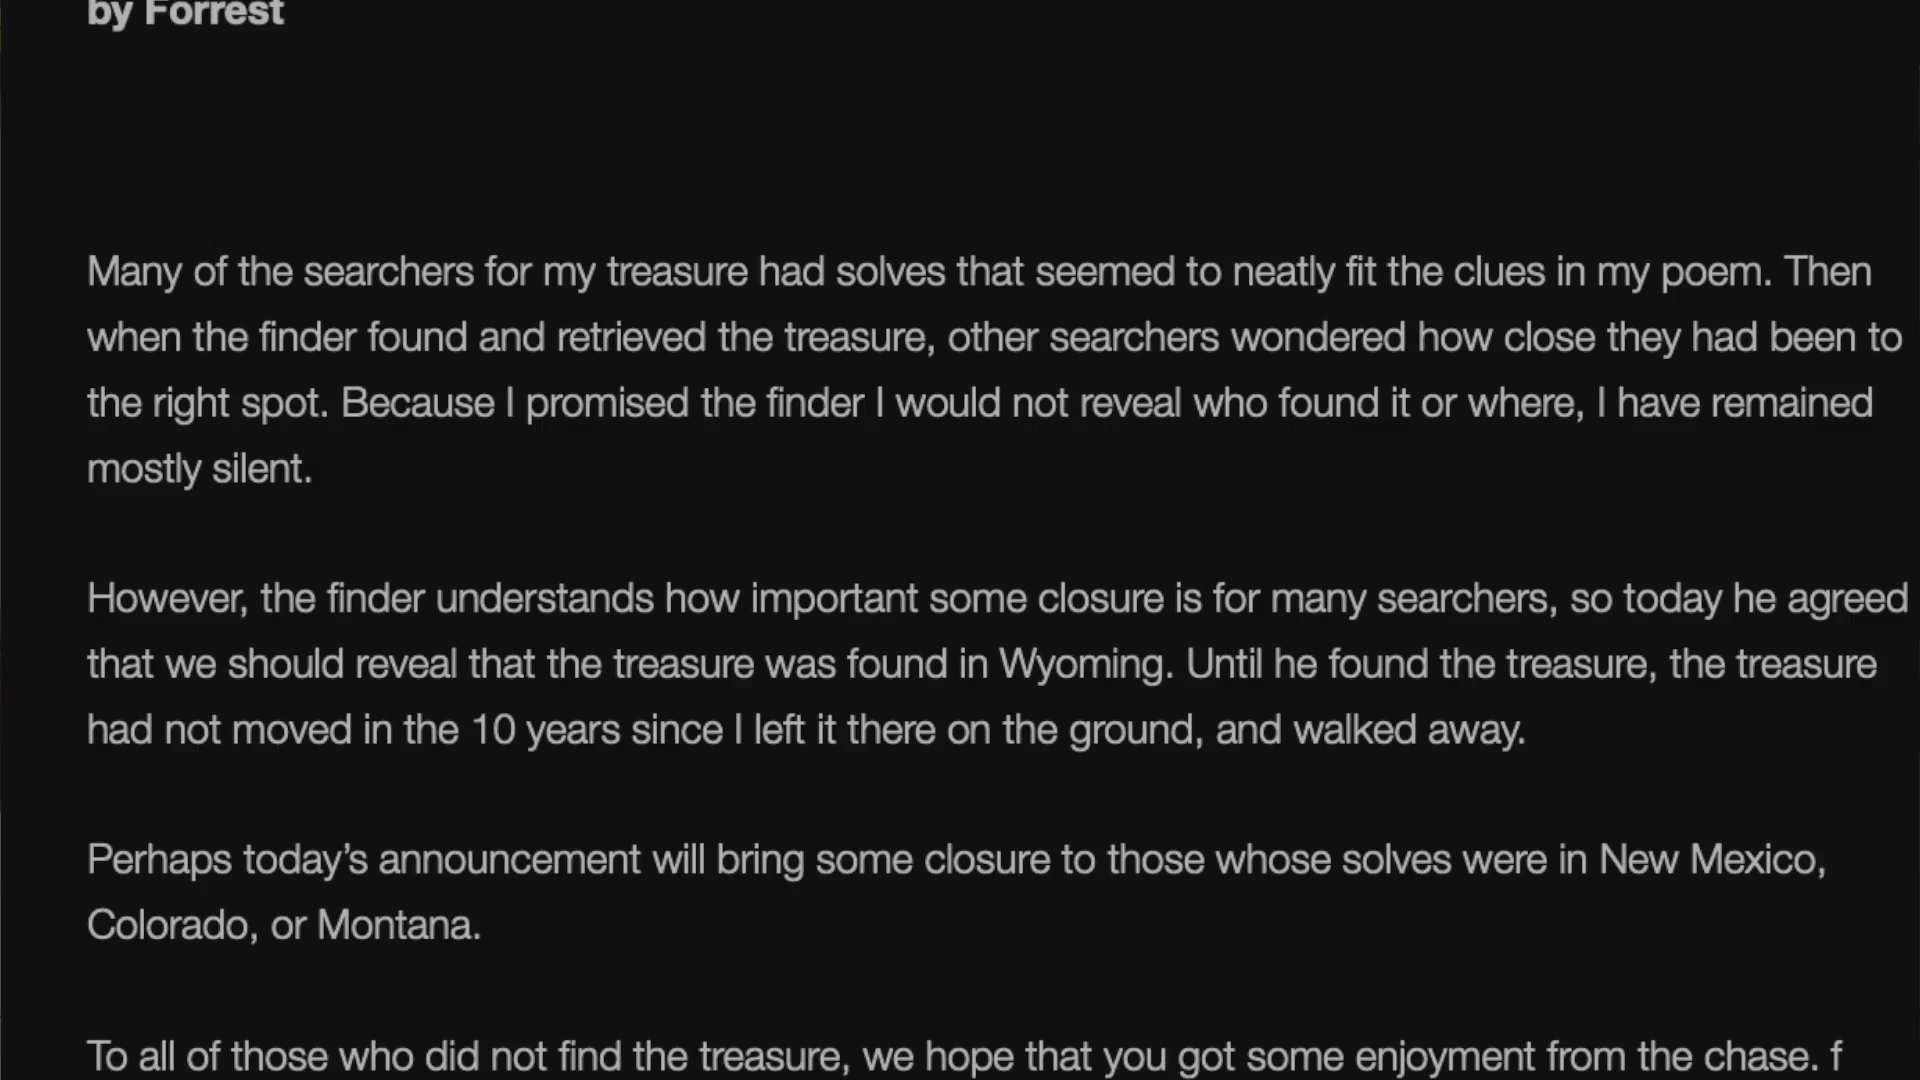 by Forrest
Many of the searchers for my treasure had solves that seemed to neatly fit the clues in my poem. Then
when the finder found and retrieved the treasure, other searchers wondered how close they had been to
the right spot. Because I promised the finder I would not reveal who found it or where, I have remained
mostly silent.
However, the finder understands how important some closure is for many searchers, so today he agreed
that we should reveal that the treasure was found in Wyoming. Until he found the treasure, the treasure
had not moved in the 10 years since I left it there on the ground, and walked away.
Perhaps today’s announcement will bring some closure to those whose solves were in New Mexico,
Colorado, or Montana.
To all of those who did not find the treasure, we hope that you got some enjoyment from the chase. f